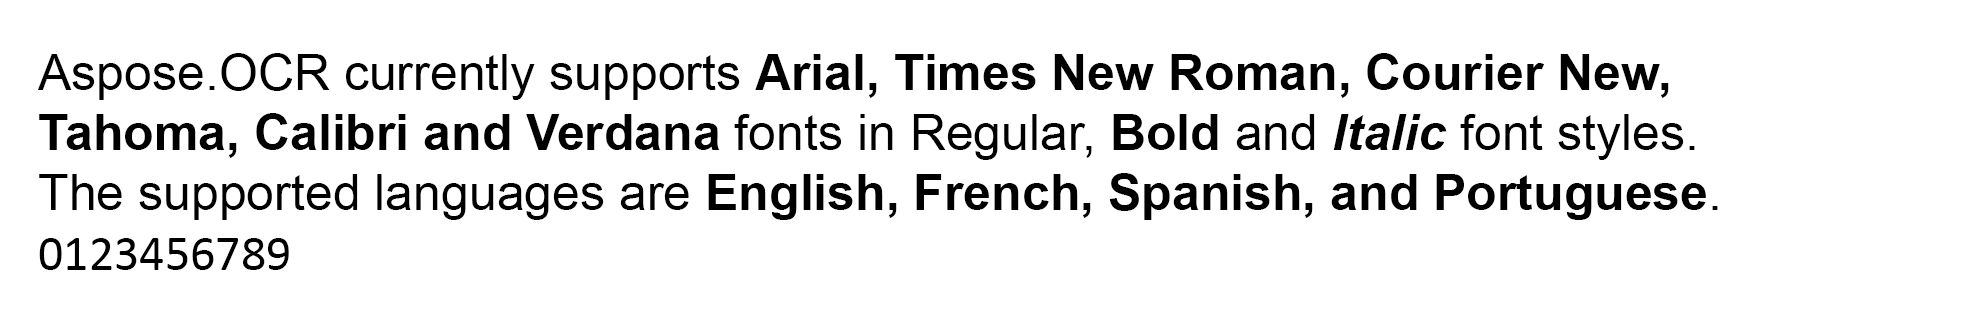 Aspose.OCR currently supports Arial, Times New Roman, Courier New,
Tahoma, Calibri and Verdana fonts in Regular, Bold and Italic font styles.
The supported languages are English, French, Spanish, and Portuguese.
0123456789